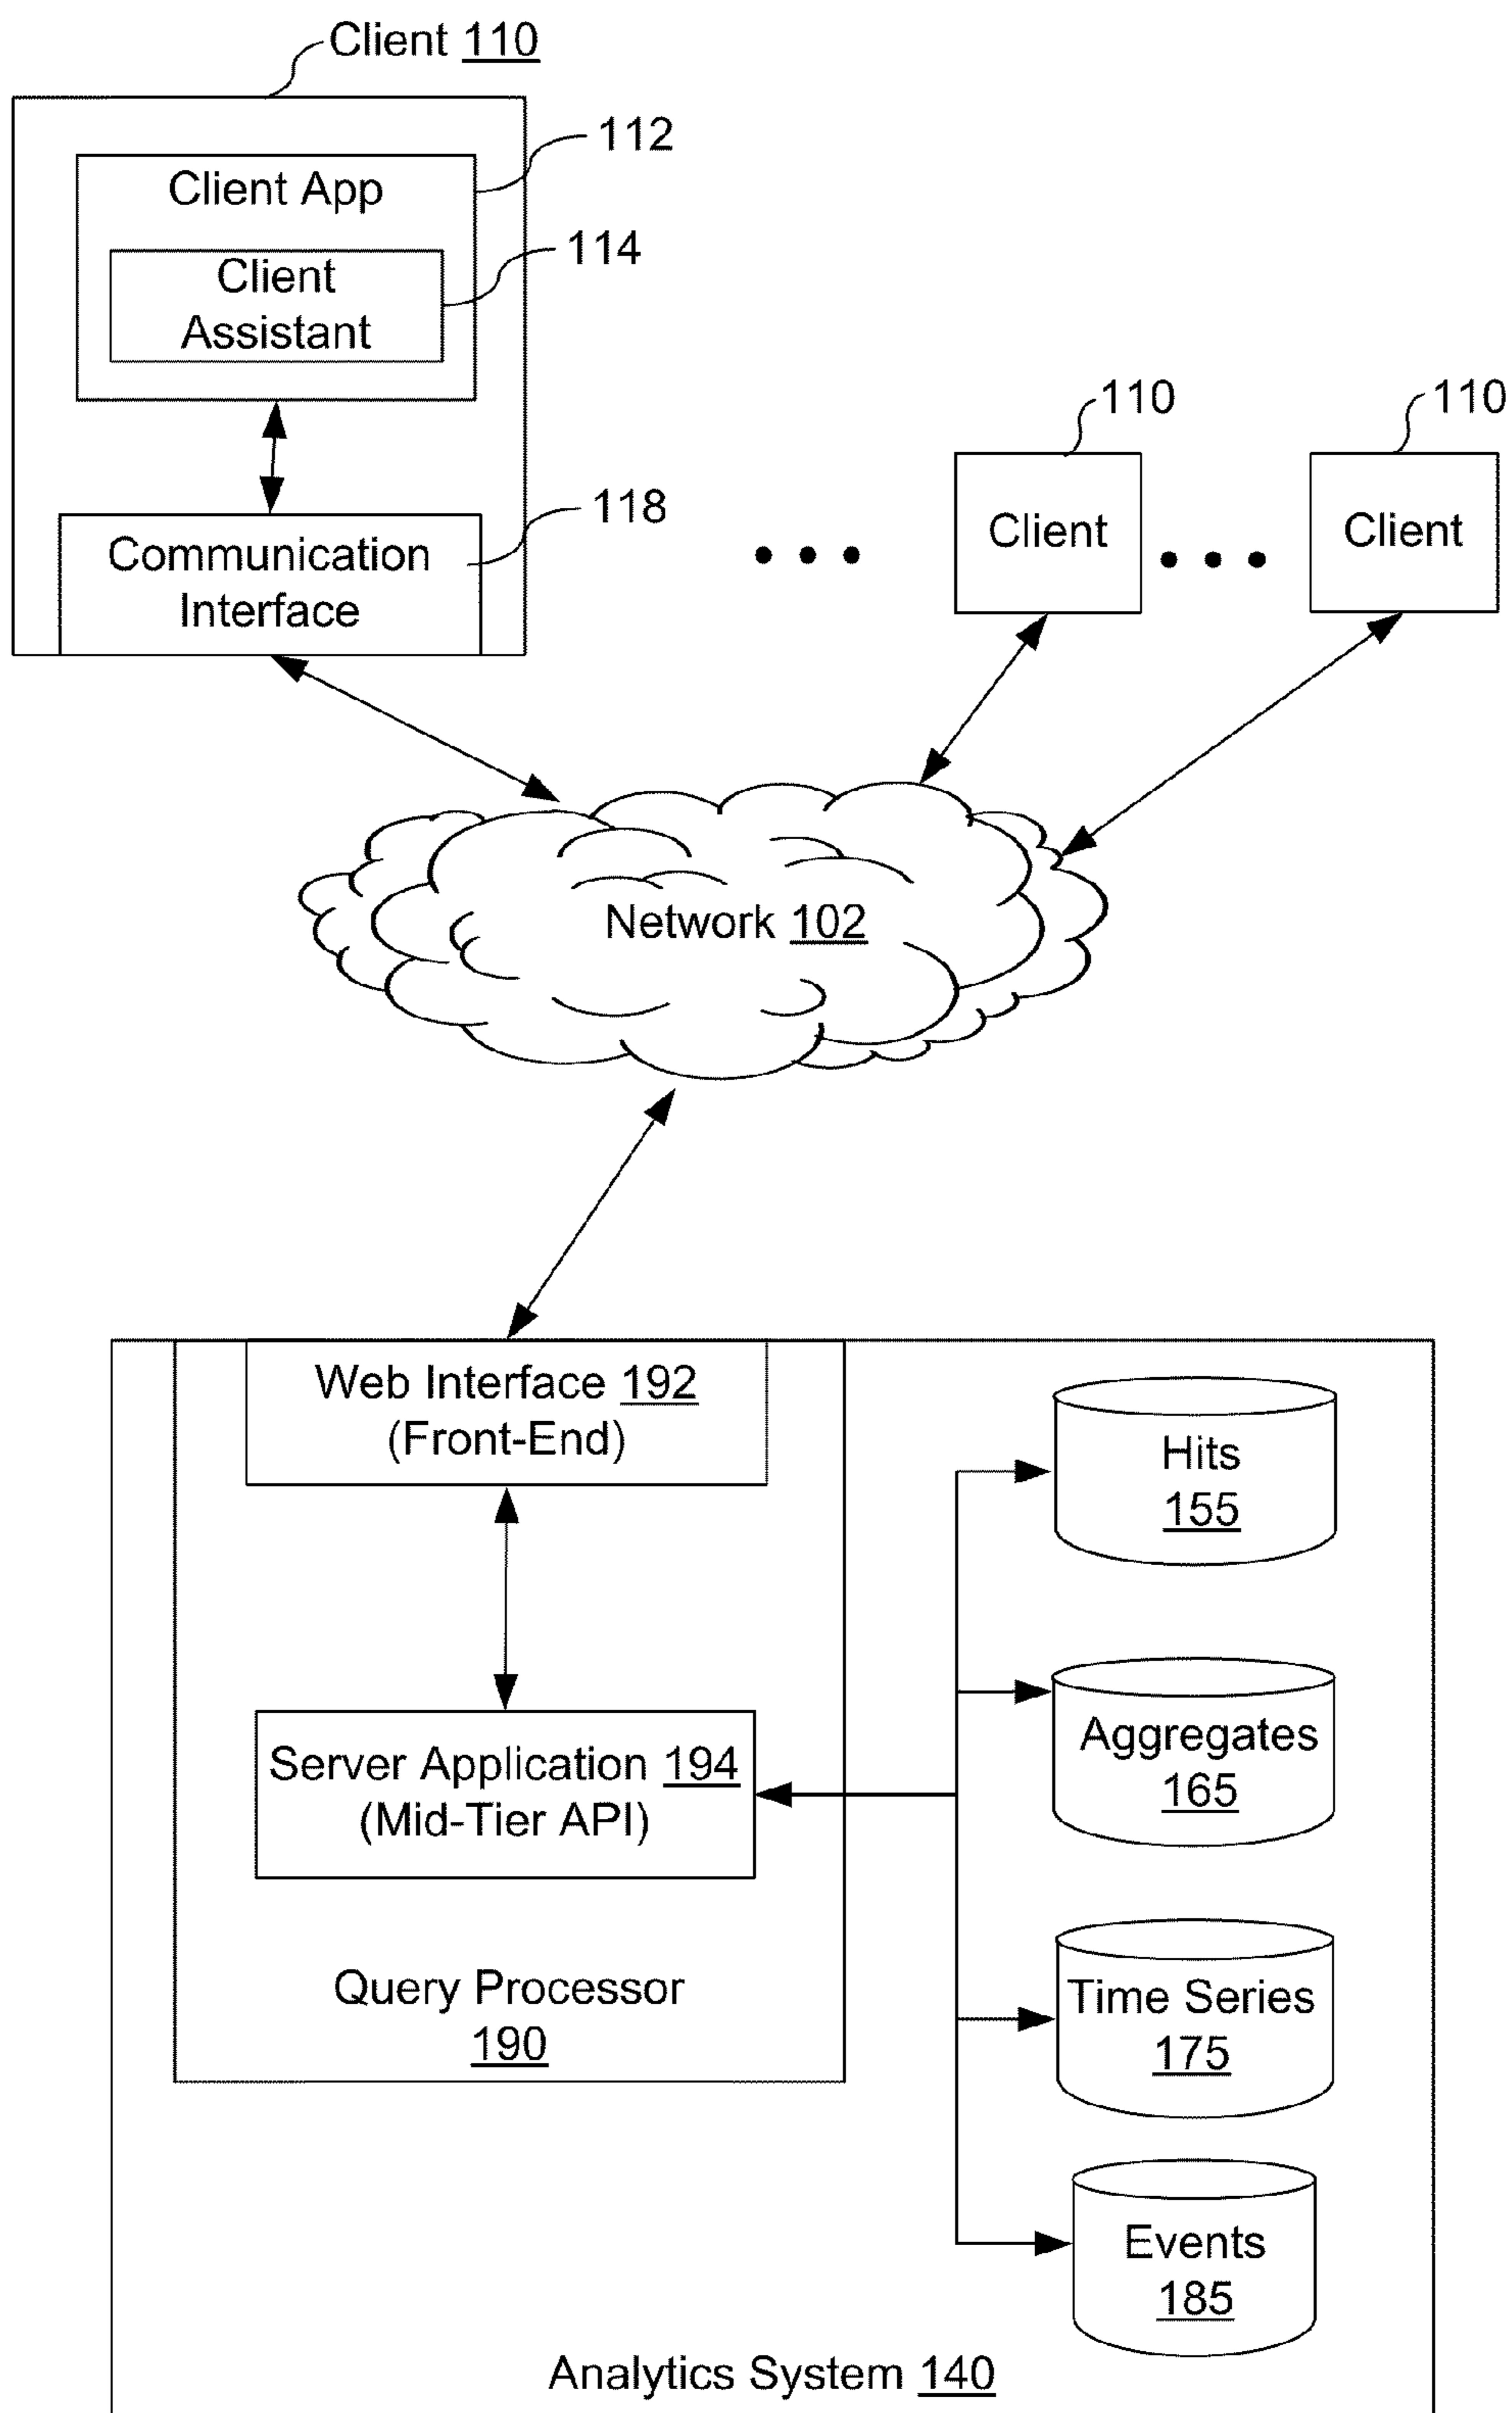 Client 110
112
Client App
114
Client
Assistant
110
110
118
Communication
Interface
Client
Client
Network 102
Web Interface 192
(Front-End)
Hits
155
Server Application 194
(Mid-Tier API)
Aggregates
165
Query Processor
190
Time Series
175
Events
185
Analytics System 140